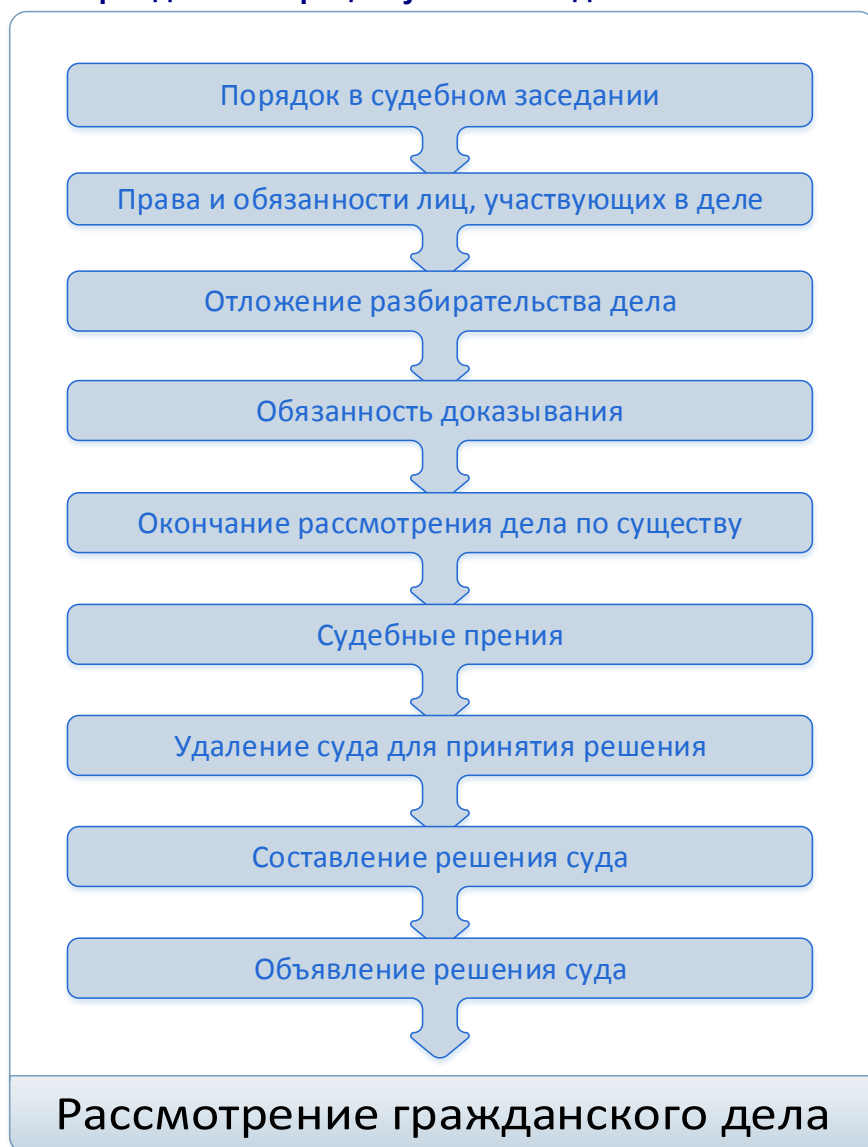 Порядок в судебном заседании
Права и обязанности лиц, участвующих в деле
Отложение разбирательства дела
Обязанность доказывания
Окончание рассмотрения дела по существу
Судебные прения
Удаление суда для принятия решения
Составление решения суда
Объявление решения суда
Рассмотрение гражданского дела